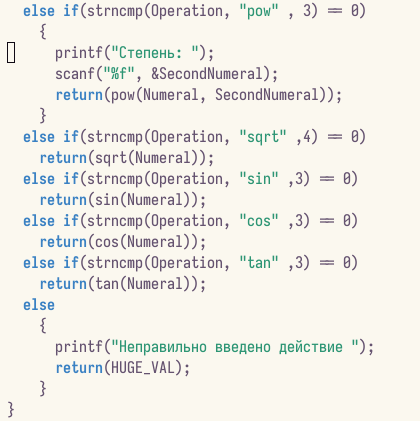 else if(strncmp(Operation, "pow" , 3) == 0)
{
printf("Степень: ");
scanf("%f", &SecondNumeral);
return(pow(Numeral, SecondNumeral));
}
else if(strncmp(Operation, "sqrt" ,4) == 0)
return(sqrt(Numeral));
else if(strncmp(Operation, "sin" ,3) == 0)
return(sin(Numeral));
else if(strncmp(Operation, "cos" ,3) == 0)
return(cos(Numeral));
else if(strncmp(Operation, "tan" ,3) == 0)
return(tan(Numeral));
else
{
printf("Неправильно введено действие ");
return(HUGE_VAL);
}
}